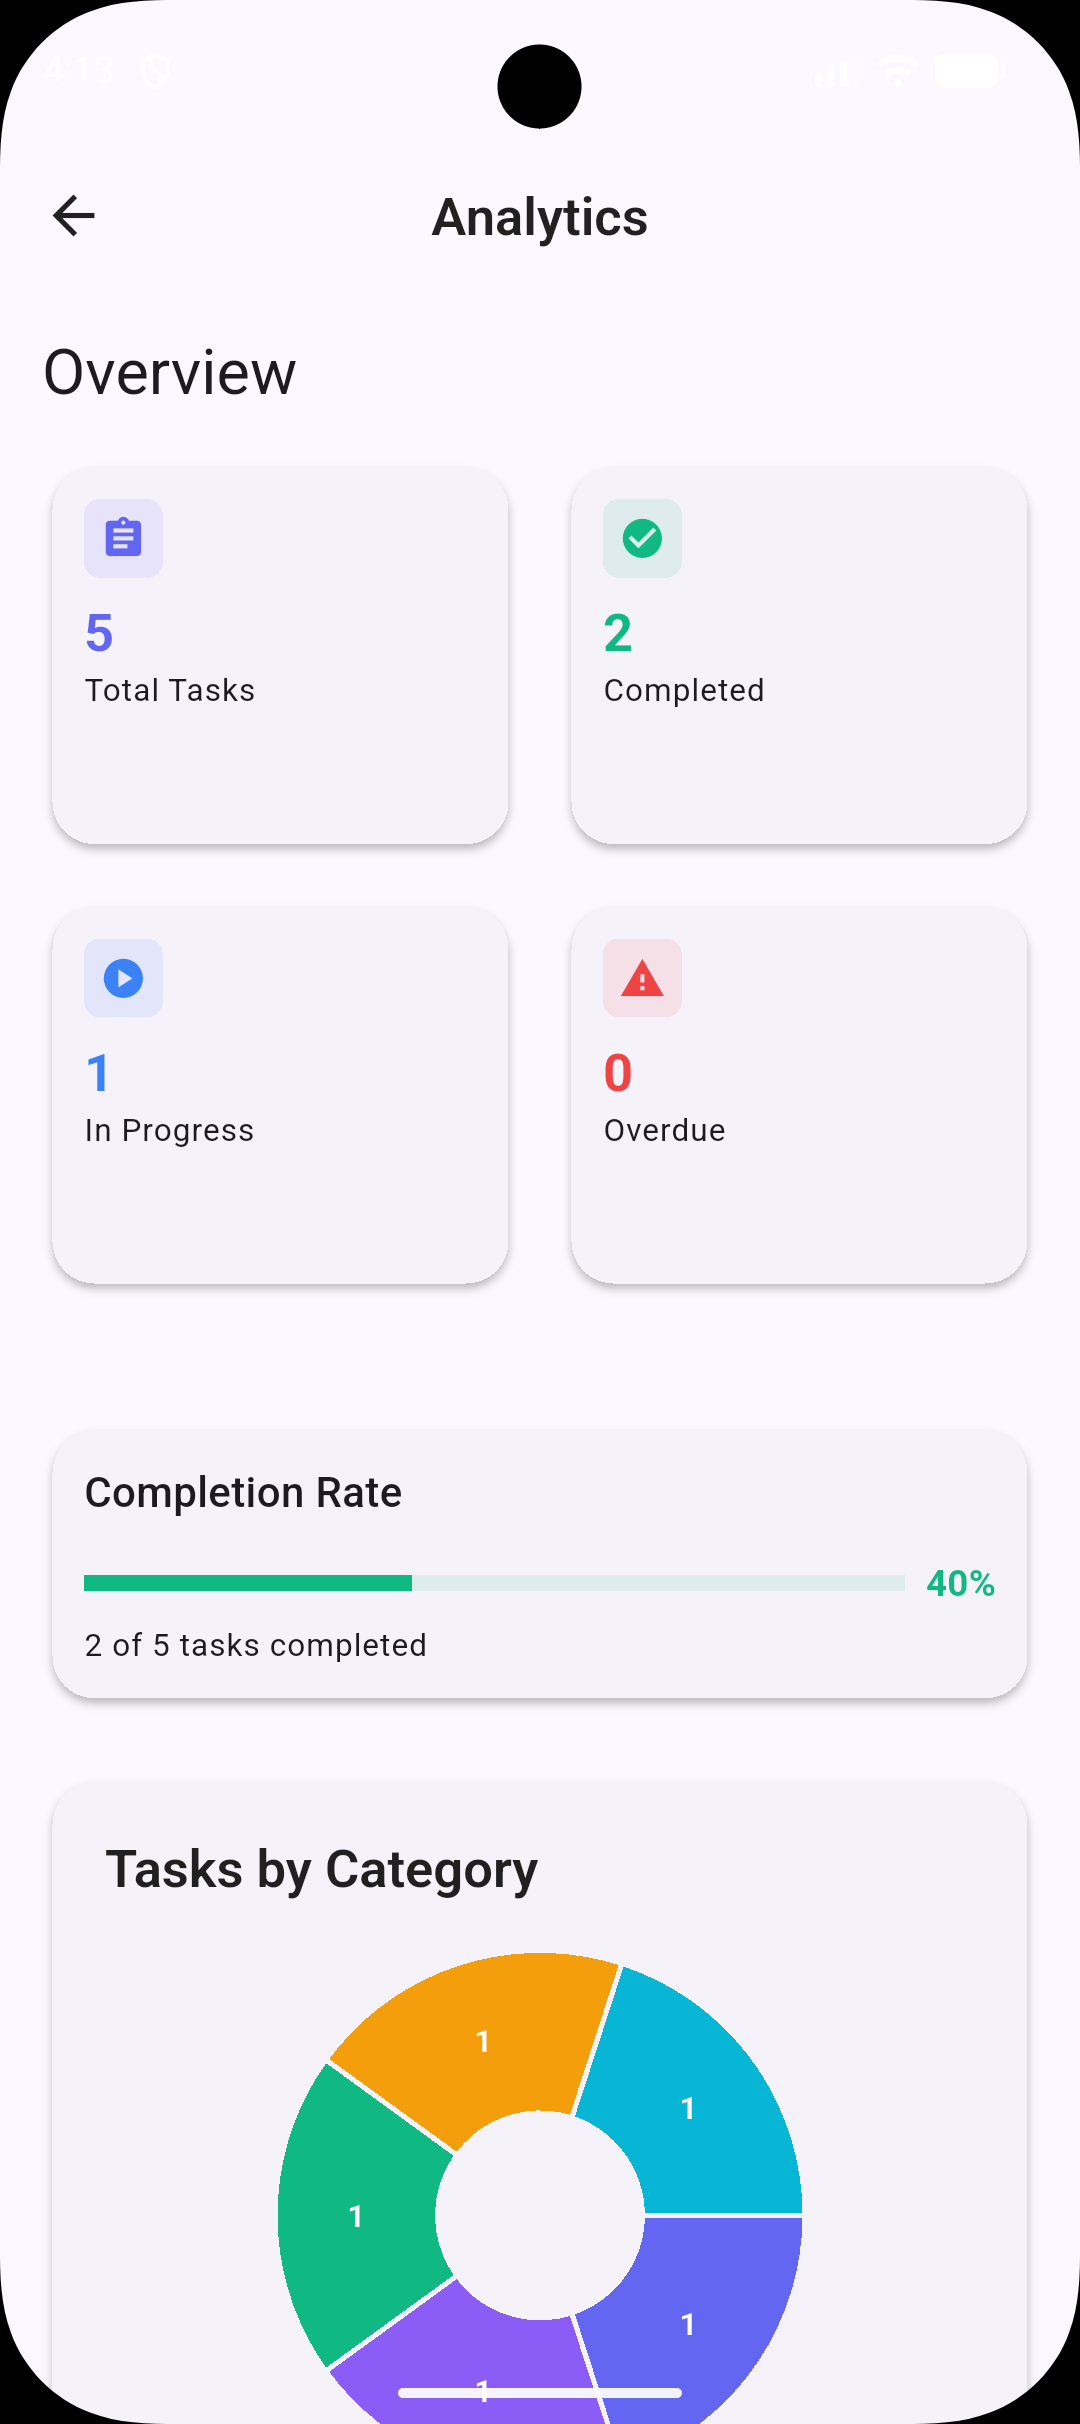 4:13
Analytics
Overview
5
Total Tasks
2
Completed
1
In Progress
0
Overdue
Completion Rate
40%
2 of 5 tasks completed
Tasks by Category
1
1
1
1
1